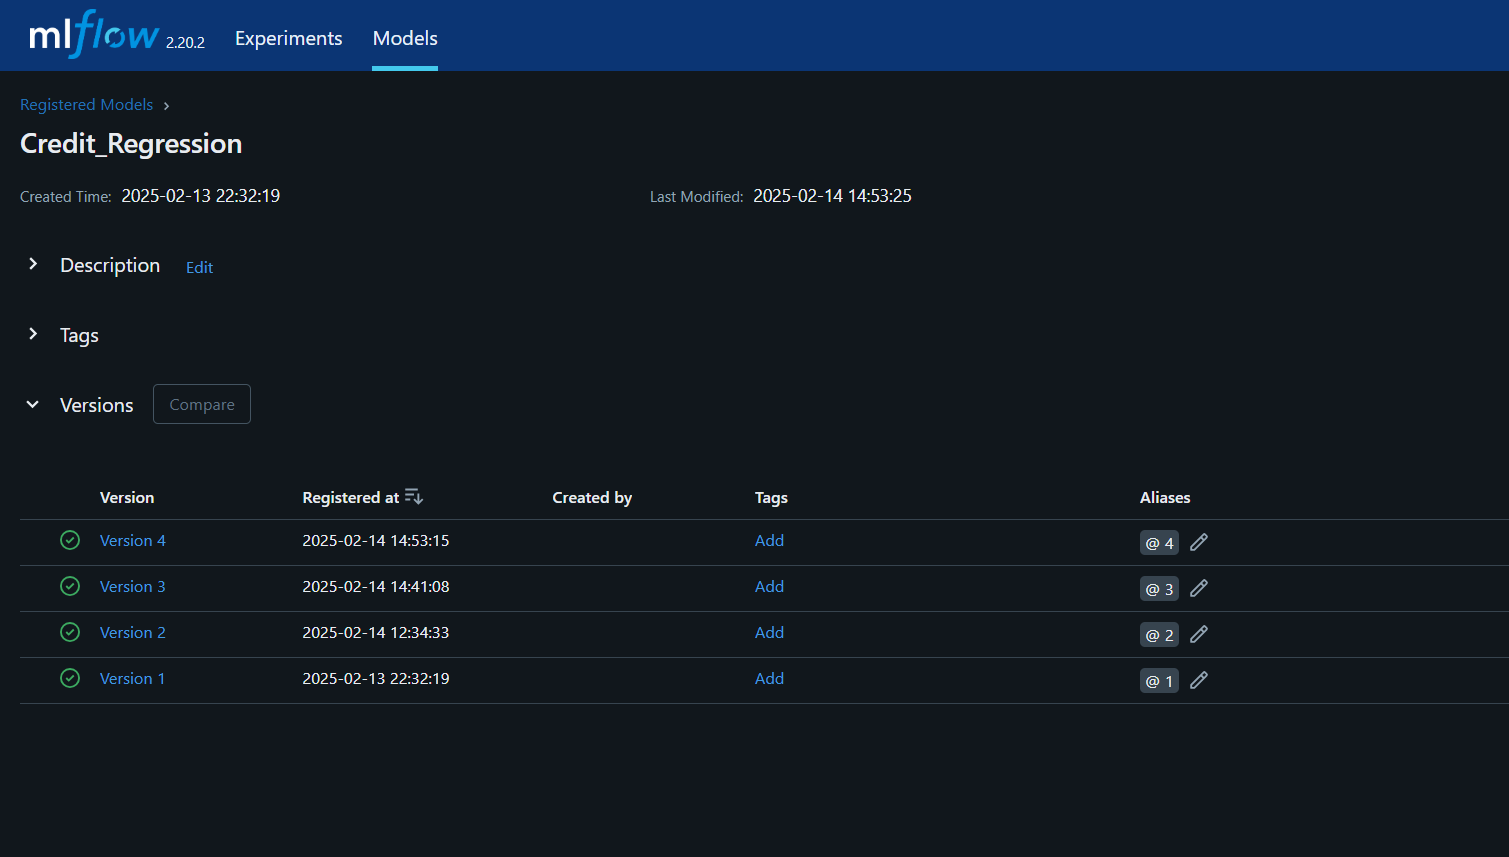 mlflow 2.20.2 Experiments Models
Registered Models
Credit_Regression
Created Time: 2025-02-13 22:32:19 Last Modified: 2025-02-14 14:53:25
Description Edit
Tags
Versions Compare
Version Registered at Created by Tags Aliases
Version 4 2025-02-14 14:53:15 Add @ 4
Version 3 2025-02-14 14:41:08 Add @ 3
Version 2 2025-02-14 12:34:33 Add @ 2
Version 1 2025-02-13 22:32:19 Add @ 1